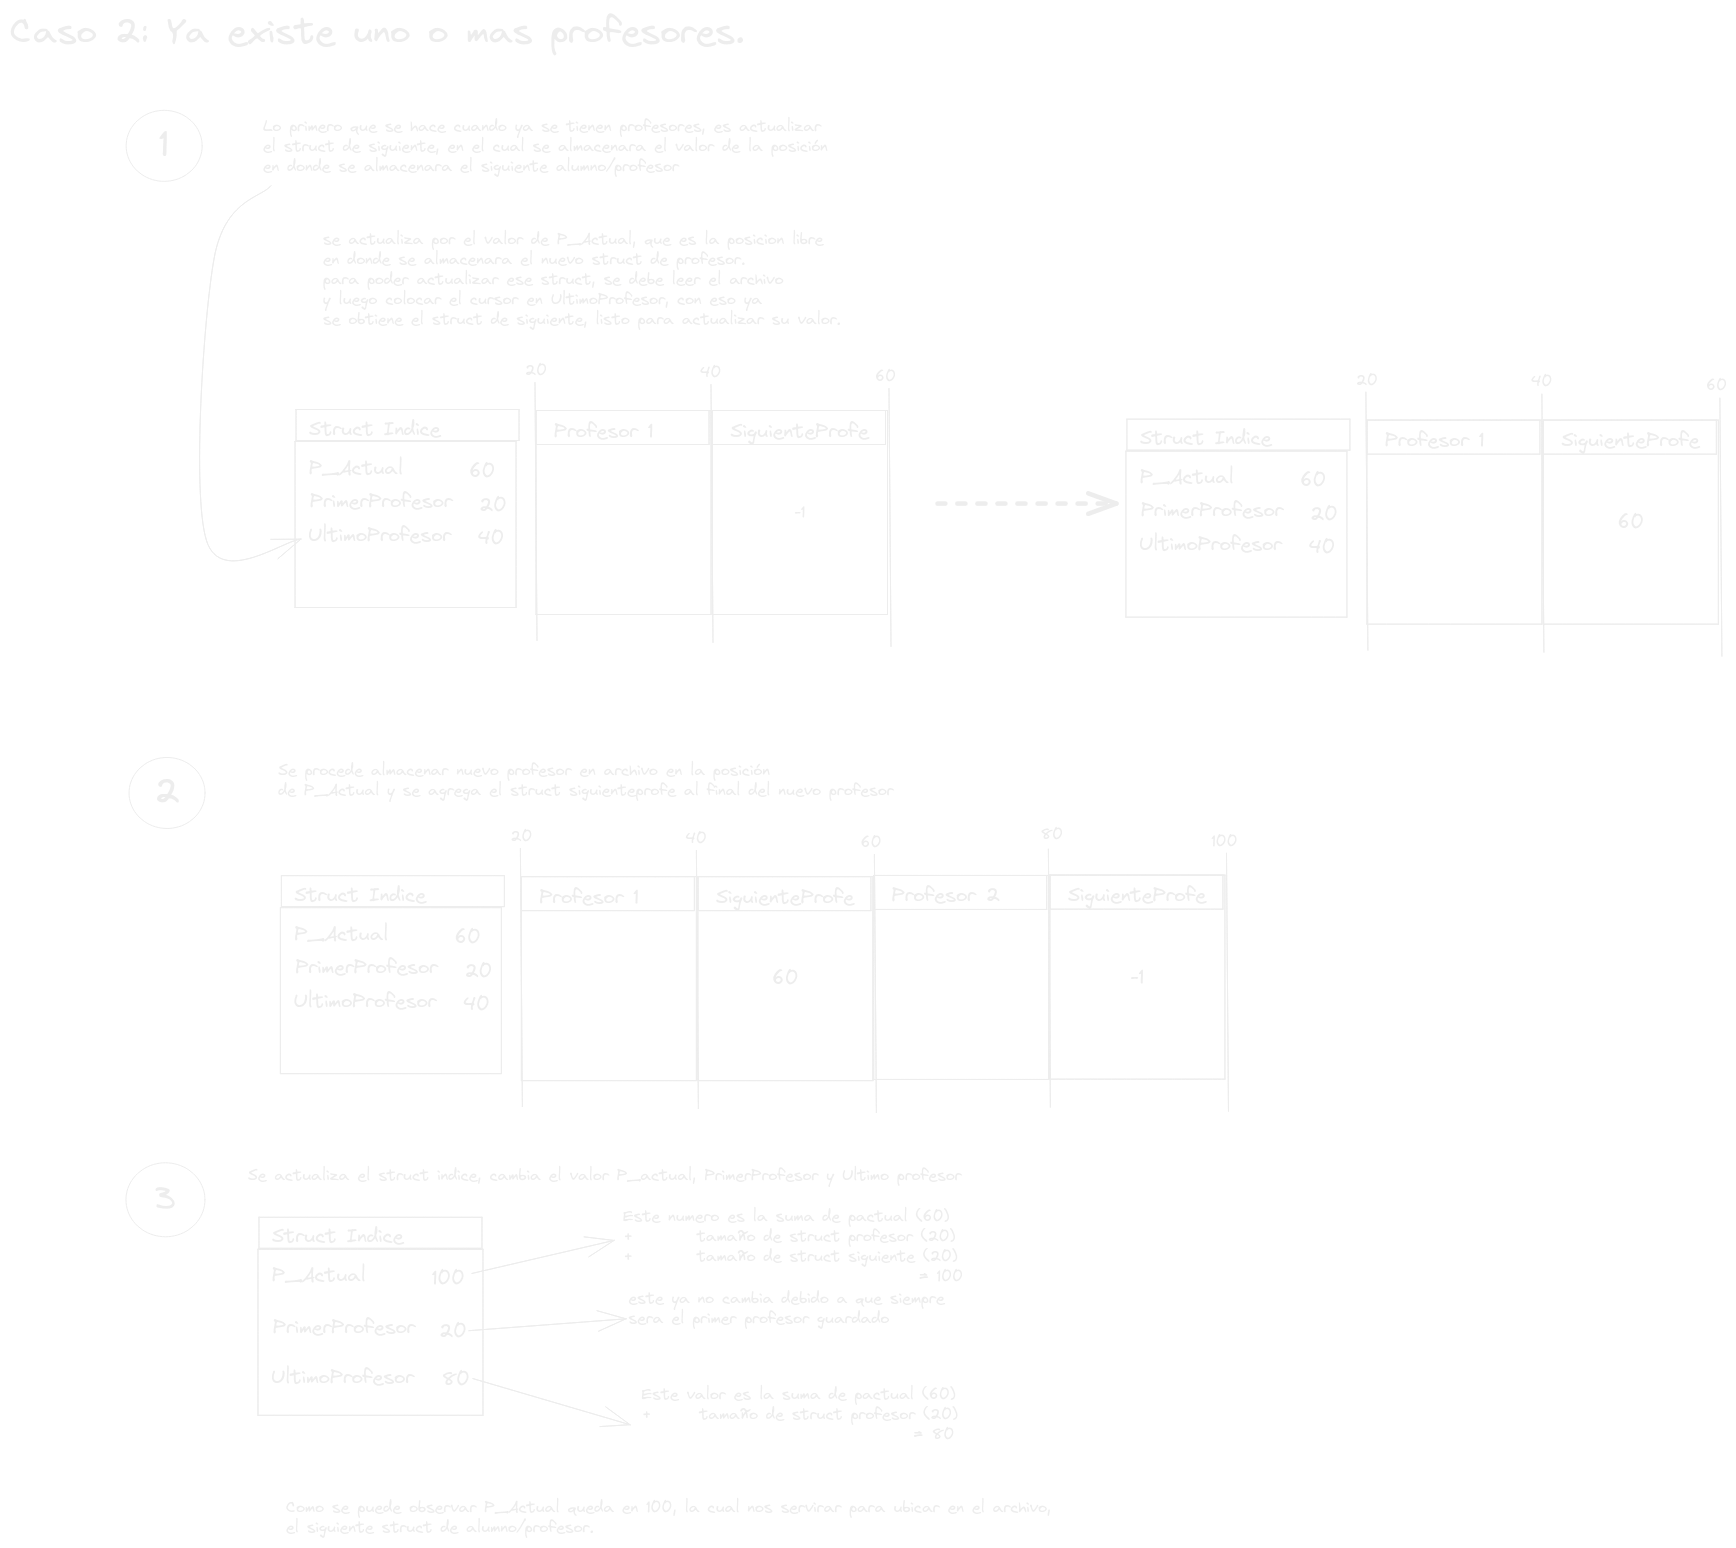 Caso 2: Ya existe uno o mas profesores.
1
Lo primero que se hace cuando ya se tienen profesores, es actualizar
el struct de siguiente, en el cual se almacenara el valor de la posición
en donde se almacenara el siguiente alumno/profesor
se actualiza por el valor de P_Actual, que es la posicion libre
en donde se almacenara el nuevo struct de profesor.
para poder actualizar ese struct, se debe leer el archivo
y luego colocar el cursor en UltimoProfesor, con eso ya
se obtiene el struct de siguiente, listo para actualizar su valor.
20 40 60
Struct Indice Profesor 1 SiguienteProfe
P_Actual 60
PrimerProfesor 20
-1
UltimoProfesor 40
20 40 60
Struct Indice Profesor 1 SiguienteProfe
P_Actual 60
PrimerProfesor 20
60
UltimoProfesor 40
2
Se procede almacenar nuevo profesor en archivo en la posición
de P_Actual y se agrega el struct siguienteprofe al final del nuevo profesor
20 40 60 80 100
Struct Indice Profesor 1 SiguienteProfe Profesor 2 SiguienteProfe
P_Actual 60
PrimerProfesor 20
60 -1
UltimoProfesor 40
3
Se actualiza el struct indice, cambia el valor P_actual, PrimerProfesor y Ultimo profesor
Struct Indice
P_Actual 100
PrimerProfesor 20
UltimoProfesor 80
Este numero es la suma de pactual (60)
+ tamaño de struct profesor (20)
+ tamaño de struct siguiente (20)
= 100
este ya no cambia debido a que siempre
sera el primer profesor guardado
Este valor es la suma de pactual (60)
+ tamaño de struct profesor (20)
= 80
Como se puede observar P_Actual queda en 100, la cual nos servirar para ubicar en el archivo,
el siguiente struct de alumno/profesor.